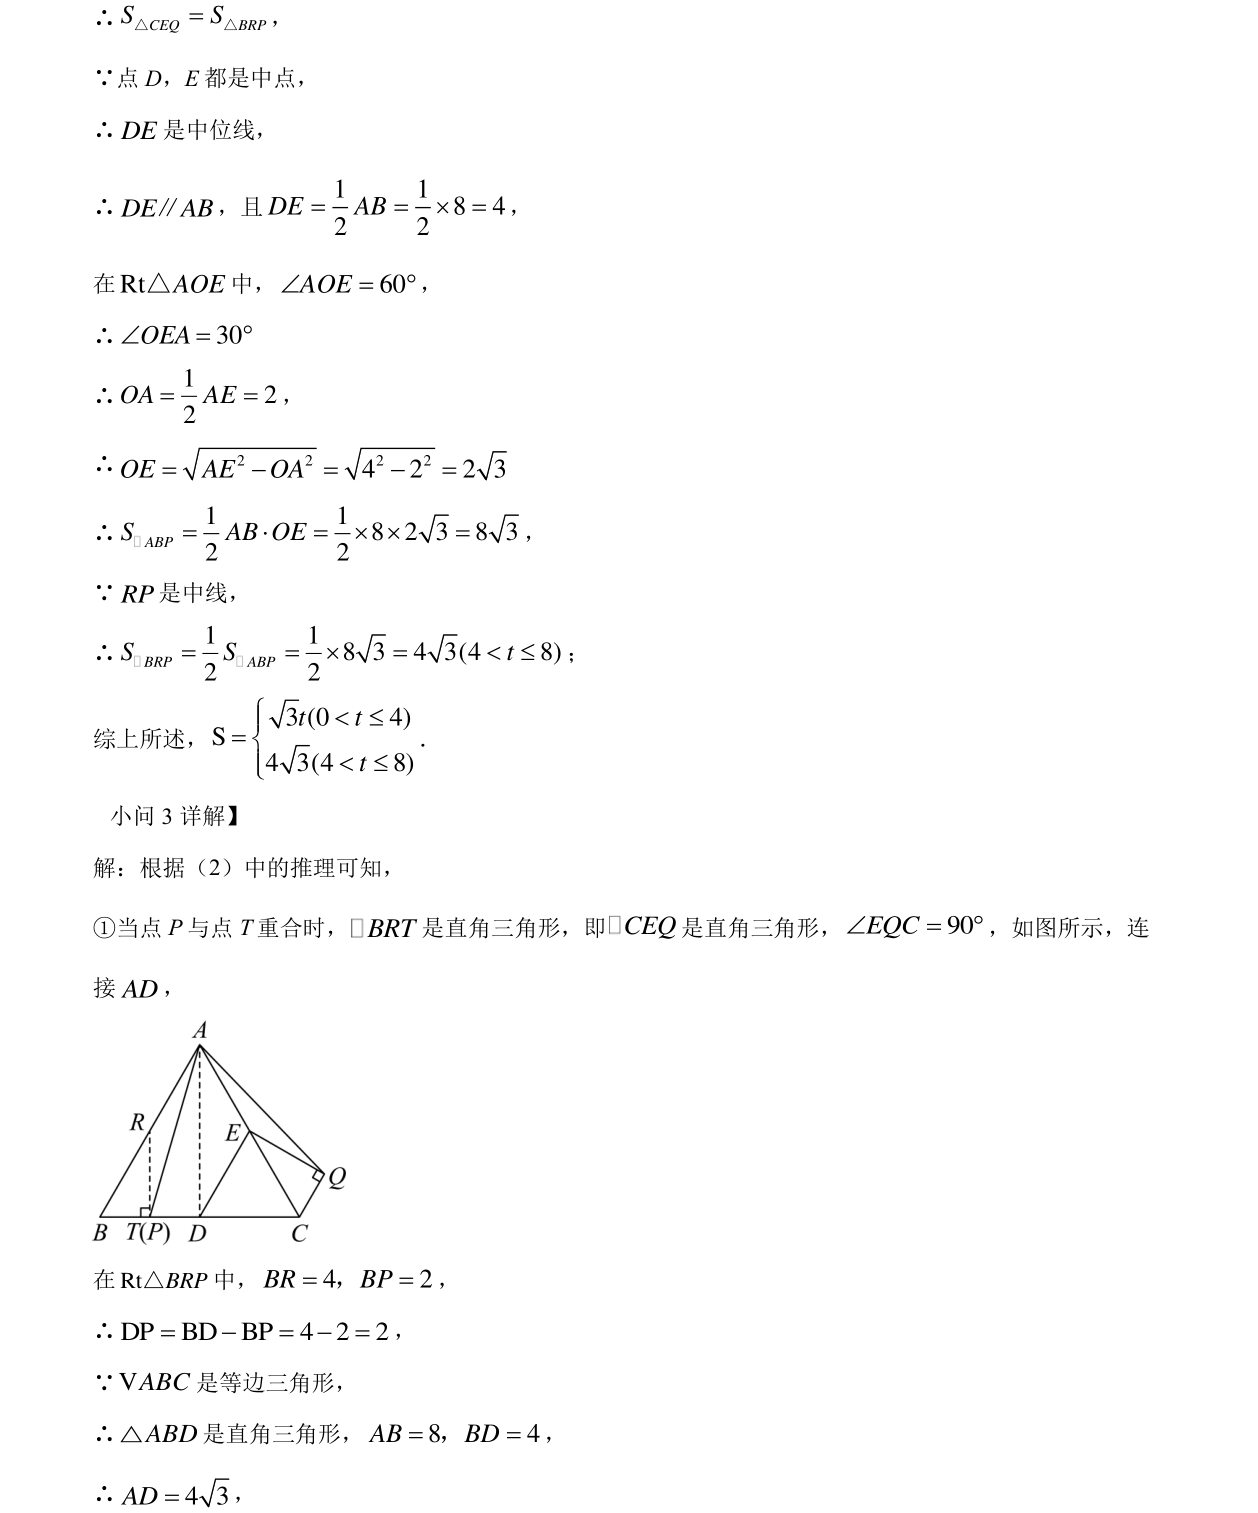 ∴ S△CEQ = S△BRP，
∵点 D，E 都是中点，
∴ DE 是中位线，
∴ DE∥AB，且 DE = 1/2 AB = 1/2 × 8 = 4，
在 Rt△AOE 中，∠AOE = 60°，
∴ ∠OEA = 30°
∴ OA = 1/2 AE = 2，
∴ OE = √(AE² − OA²) = √(4² − 2²) = 2√3
∴ S□ABP = 1/2 AB · OE = 1/2 × 8 × 2√3 = 8√3，
∵ RP 是中线，
∴ S□BRP = 1/2 S□ABP = 1/2 × 8√3 = 4√3(4 < t ≤ 8)；
综上所述，S = { √3t(0 < t ≤ 4)
4√3(4 < t ≤ 8) .
小问 3 详解】
解：根据（2）中的推理可知，
①当点 P 与点 T 重合时，□BRT 是直角三角形，即□CEQ 是直角三角形，∠EQC = 90°，如图所示，连
接 AD，
A
R
E
Q
B T(P) D C
在 Rt△BRP 中，BR = 4，BP = 2，
∴ DP = BD − BP = 4 − 2 = 2，
∵ VABC 是等边三角形，
∴ △ABD 是直角三角形，AB = 8，BD = 4，
∴ AD = 4√3，